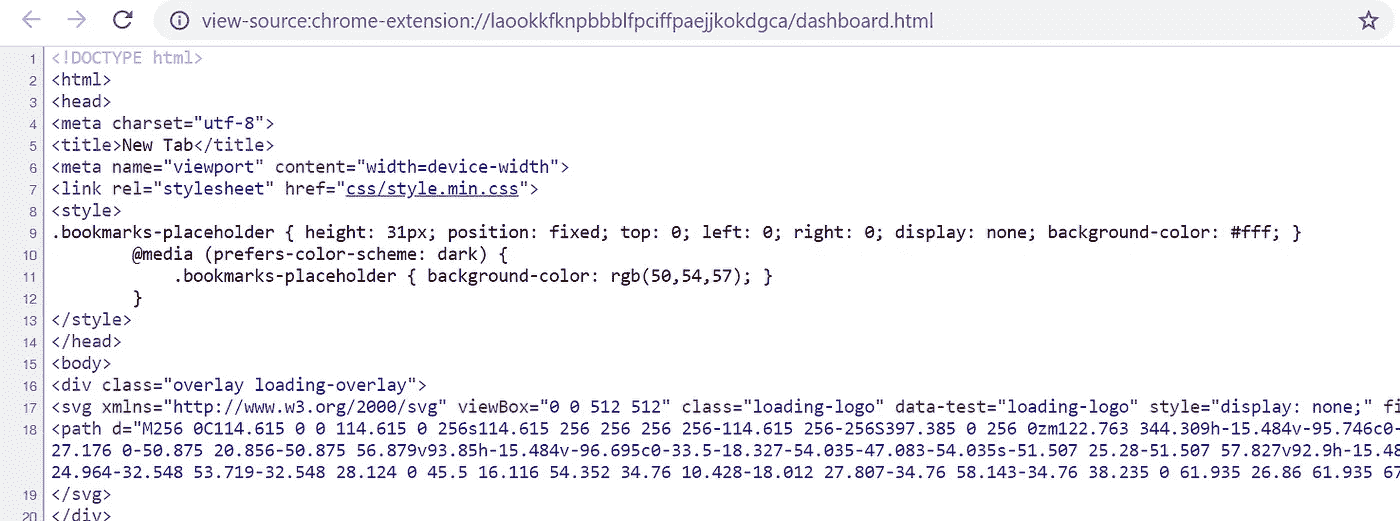 view-source:chrome-extension://laookkfknpbbblfpciffpaejjkokdgca/dashboard.html
1 <!DOCTYPE html>
2 <html>
3 <head>
4 <meta charset="utf-8">
5 <title>New Tab</title>
6 <meta name="viewport" content="width=device-width">
7 <link rel="stylesheet" href="css/style.min.css">
8 <style>
9 .bookmarks-placeholder { height: 31px; position: fixed; top: 0; left: 0; right: 0; display: none; background-color: #fff; }
10 @media (prefers-color-scheme: dark) {
11 .bookmarks-placeholder { background-color: rgb(50,54,57); }
12 }
13 </style>
14 </head>
15 <body>
16 <div class="overlay loading-overlay">
17 <svg xmlns="http://www.w3.org/2000/svg" viewBox="0 0 512 512" class="loading-logo" data-test="loading-logo" style="display: none;" fi
18 <path d="M256 0C114.615 0 0 114.615 0 256s114.615 256 256 256 256-114.615 256-256S397.385 0 256 0zm122.763 344.309h-15.484v-95.746c0-
27.176 0-50.875 20.856-50.875 56.879v93.85h-15.484v-96.695c0-33.5-18.327-54.035-47.083-54.035s-51.507 25.28-51.507 57.827v92.9h-15.48
24.964-32.548 53.719-32.548 28.124 0 45.5 16.116 54.352 34.76 10.428-18.012 27.807-34.76 58.143-34.76 38.235 0 61.935 26.86 61.935 67
19 </svg>
20 </div>